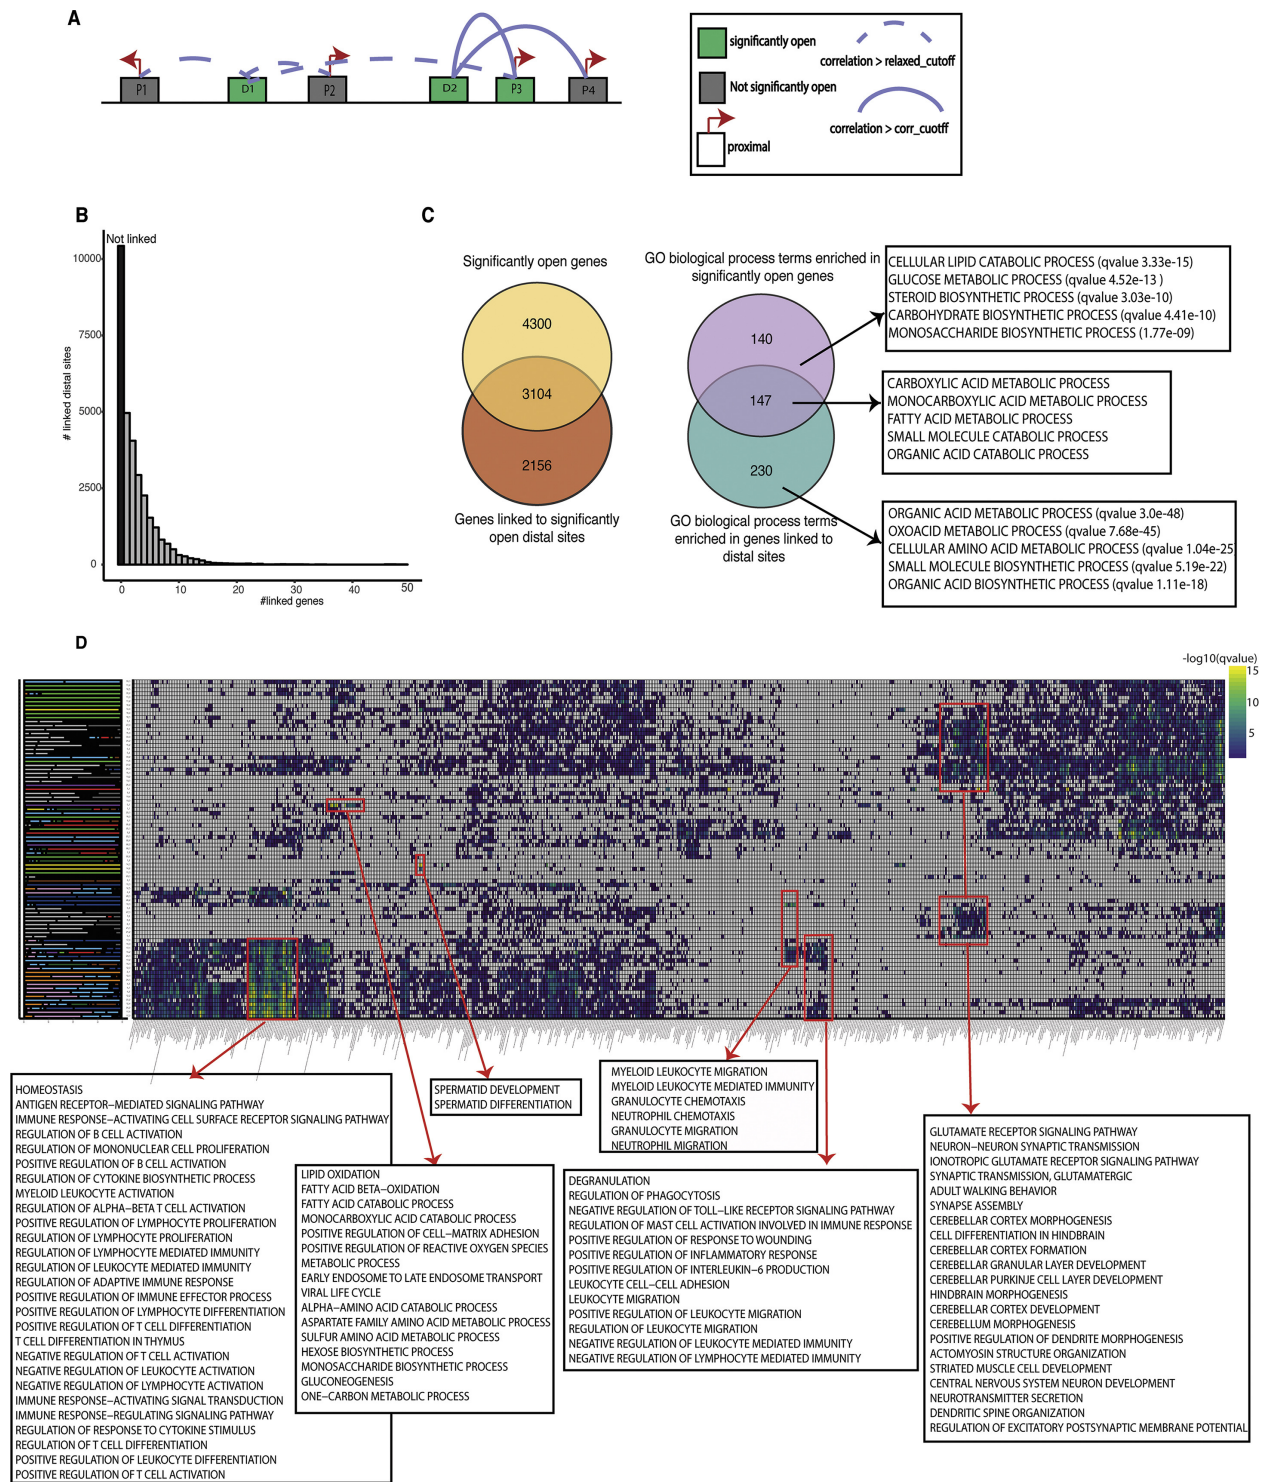 A
P1
D1
P2
D2
P3
P4
significantly open
Not significantly open
proximal
correlation > relaxed_cutoff
correlation > corr_cuotff
B
Not linked
10000
7500
5000
2500
0
# linked distal sites
0
10
20
30
40
50
#linked genes
C
Significantly open genes
4300
3104
2156
Genes linked to significantly
open distal sites
GO biological process terms enriched in
significantly open genes
140
147
230
GO biological process terms
enriched in genes linked to
distal sites
CELLULAR LIPID CATABOLIC PROCESS (qvalue 3.33e-15)
GLUCOSE METABOLIC PROCESS (qvalue 4.52e-13 )
STEROID BIOSYNTHETIC PROCESS (qvalue 3.03e-10)
CARBOHYDRATE BIOSYNTHETIC PROCESS (qvalue 4.41e-10)
MONOSACCHARIDE BIOSYNTHETIC PROCESS (1.77e-09)
CARBOXYLIC ACID METABOLIC PROCESS
MONOCARBOXYLIC ACID METABOLIC PROCESS
FATTY ACID METABOLIC PROCESS
SMALL MOLECULE CATABOLIC PROCESS
ORGANIC ACID CATABOLIC PROCESS
ORGANIC ACID METABOLIC PROCESS (qvalue 3.0e-48)
OXOACID METABOLIC PROCESS (qvalue 7.68e-45)
CELLULAR AMINO ACID METABOLIC PROCESS (qvalue 1.04e-25
SMALL MOLECULE BIOSYNTHETIC PROCESS (qvalue 5.19e-22)
ORGANIC ACID BIOSYNTHETIC PROCESS (qvalue 1.11e-18)
D
-log10(qvalue)
15
10
5
HOMEOSTASIS
ANTIGEN RECEPTOR−MEDIATED SIGNALING PATHWAY
IMMUNE RESPONSE−ACTIVATING CELL SURFACE RECEPTOR SIGNALING PATHWAY
REGULATION OF B CELL ACTIVATION
REGULATION OF MONONUCLEAR CELL PROLIFERATION
POSITIVE REGULATION OF B CELL ACTIVATION
REGULATION OF CYTOKINE BIOSYNTHETIC PROCESS
MYELOID LEUKOCYTE ACTIVATION
REGULATION OF ALPHA−BETA T CELL ACTIVATION
POSITIVE REGULATION OF LYMPHOCYTE PROLIFERATION
REGULATION OF LYMPHOCYTE PROLIFERATION
REGULATION OF LYMPHOCYTE MEDIATED IMMUNITY
REGULATION OF LEUKOCYTE MEDIATED IMMUNITY
REGULATION OF ADAPTIVE IMMUNE RESPONSE
POSITIVE REGULATION OF IMMUNE EFFECTOR PROCESS
POSITIVE REGULATION OF LYMPHOCYTE DIFFERENTIATION
POSITIVE REGULATION OF T CELL DIFFERENTIATION
T CELL DIFFERENTIATION IN THYMUS
NEGATIVE REGULATION OF T CELL ACTIVATION
NEGATIVE REGULATION OF LEUKOCYTE ACTIVATION
NEGATIVE REGULATION OF LYMPHOCYTE ACTIVATION
IMMUNE RESPONSE−ACTIVATING SIGNAL TRANSDUCTION
IMMUNE RESPONSE−REGULATING SIGNALING PATHWAY
REGULATION OF RESPONSE TO CYTOKINE STIMULUS
REGULATION OF T CELL DIFFERENTIATION
POSITIVE REGULATION OF LEUKOCYTE DIFFERENTIATION
POSITIVE REGULATION OF T CELL ACTIVATION
LIPID OXIDATION
FATTY ACID BETA−OXIDATION
FATTY ACID CATABOLIC PROCESS
MONOCARBOXYLIC ACID CATABOLIC PROCESS
POSITIVE REGULATION OF CELL−MATRIX ADHESION
POSITIVE REGULATION OF REACTIVE OXYGEN SPECIES
METABOLIC PROCESS
EARLY ENDOSOME TO LATE ENDOSOME TRANSPORT
VIRAL LIFE CYCLE
ALPHA−AMINO ACID CATABOLIC PROCESS
ASPARTATE FAMILY AMINO ACID METABOLIC PROCESS
SULFUR AMINO ACID METABOLIC PROCESS
HEXOSE BIOSYNTHETIC PROCESS
MONOSACCHARIDE BIOSYNTHETIC PROCESS
GLUCONEOGENESIS
ONE−CARBON METABOLIC PROCESS
SPERMATID DEVELOPMENT
SPERMATID DIFFERENTIATION
MYELOID LEUKOCYTE MIGRATION
MYELOID LEUKOCYTE MEDIATED IMMUNITY
GRANULOCYTE CHEMOTAXIS
NEUTROPHIL CHEMOTAXIS
GRANULOCYTE MIGRATION
NEUTROPHIL MIGRATION
DEGRANULATION
REGULATION OF PHAGOCYTOSIS
NEGATIVE REGULATION OF TOLL−LIKE RECEPTOR SIGNALING PATHWAY
REGULATION OF MAST CELL ACTIVATION INVOLVED IN IMMUNE RESPONSE
POSITIVE REGULATION OF RESPONSE TO WOUNDING
POSITIVE REGULATION OF INFLAMMATORY RESPONSE
POSITIVE REGULATION OF INTERLEUKIN−6 PRODUCTION
LEUKOCYTE CELL−CELL ADHESION
LEUKOCYTE MIGRATION
POSITIVE REGULATION OF LEUKOCYTE MIGRATION
REGULATION OF LEUKOCYTE MIGRATION
NEGATIVE REGULATION OF LEUKOCYTE MEDIATED IMMUNITY
NEGATIVE REGULATION OF LYMPHOCYTE MEDIATED IMMUNITY
GLUTAMATE RECEPTOR SIGNALING PATHWAY
NEURON−NEURON SYNAPTIC TRANSMISSION
IONOTROPIC GLUTAMATE RECEPTOR SIGNALING PATHWAY
SYNAPTIC TRANSMISSION, GLUTAMATERGIC
ADULT WALKING BEHAVIOR
SYNAPSE ASSEMBLY
CEREBELLAR CORTEX MORPHOGENESIS
CELL DIFFERENTIATION IN HINDBRAIN
CEREBELLAR CORTEX FORMATION
CEREBELLAR GRANULAR LAYER DEVELOPMENT
CEREBELLAR PURKINJE CELL LAYER DEVELOPMENT
HINDBRAIN MORPHOGENESIS
CEREBELLAR CORTEX DEVELOPMENT
CEREBELLUM MORPHOGENESIS
POSITIVE REGULATION OF DENDRITE MORPHOGENESIS
ACTOMYOSIN STRUCTURE ORGANIZATION
STRIATED MUSCLE CELL DEVELOPMENT
CENTRAL NERVOUS SYSTEM NEURON DEVELOPMENT
NEUROTRANSMITTER SECRETION
DENDRITIC SPINE ORGANIZATION
REGULATION OF EXCITATORY POSTSYNAPTIC MEMBRANE POTENTIAL